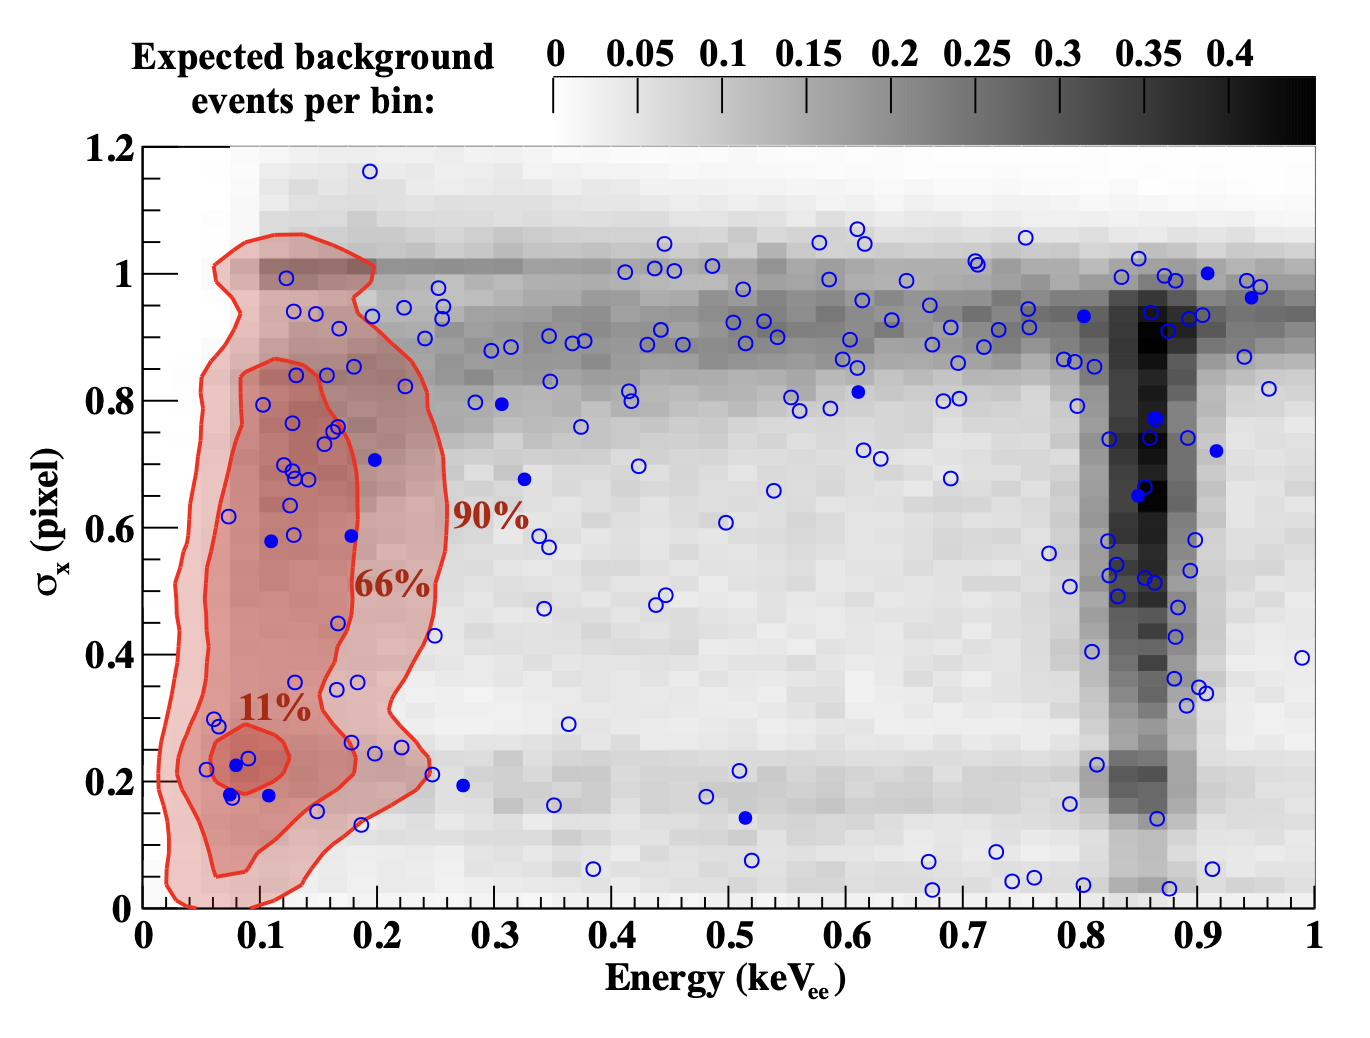 Expected background
events per bin:
0 0.05 0.1 0.15 0.2 0.25 0.3 0.35 0.4
1.2
1
0.8
0.6
0.4
0.2
0
σx (pixel)
90%
66%
11%
0 0.1 0.2 0.3 0.4 0.5 0.6 0.7 0.8 0.9 1
Energy (keVee)